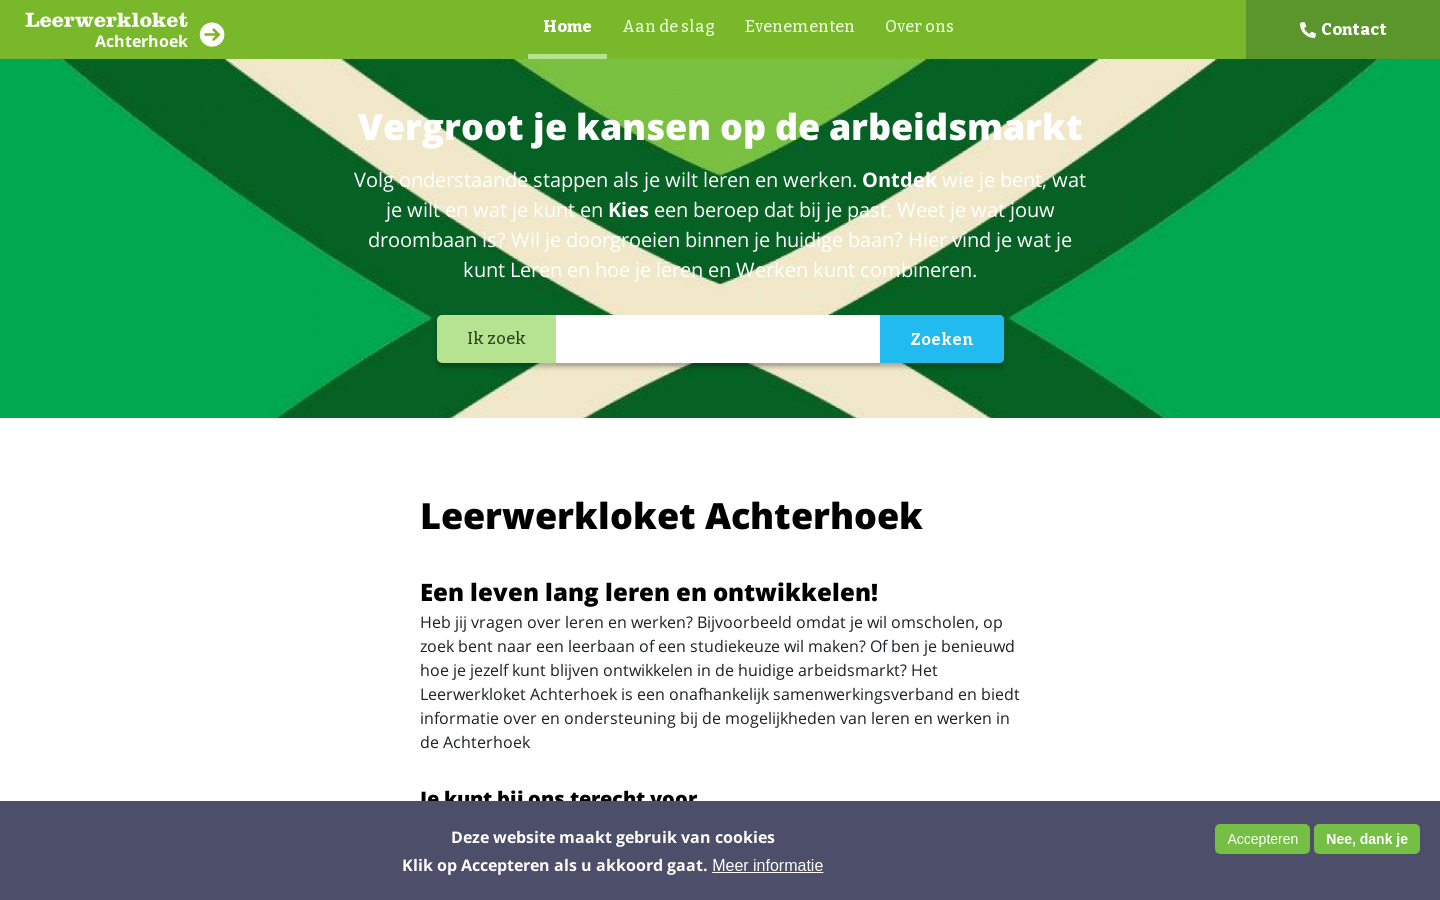 Leerwerkloket
Achterhoek
Home
Aan de slag
Evenementen
Over ons
Contact
Vergroot je kansen op de arbeidsmarkt
Volg onderstaande stappen als je wilt leren en werken. Ontdek wie je bent, wat
je wilt en wat je kunt en Kies een beroep dat bij je past. Weet je wat jouw
droombaan is? Wil je doorgroeien binnen je huidige baan? Hier vind je wat je
kunt Leren en hoe je leren en Werken kunt combineren.
Ik zoek
Zoeken
Leerwerkloket Achterhoek
Een leven lang leren en ontwikkelen!
Heb jij vragen over leren en werken? Bijvoorbeeld omdat je wil omscholen, op
zoek bent naar een leerbaan of een studiekeuze wil maken? Of ben je benieuwd
hoe je jezelf kunt blijven ontwikkelen in de huidige arbeidsmarkt? Het
Leerwerkloket Achterhoek is een onafhankelijk samenwerkingsverband en biedt
informatie over en ondersteuning bij de mogelijkheden van leren en werken in
de Achterhoek
Je kunt bij ons terecht voor
Deze website maakt gebruik van cookies
Klik op Accepteren als u akkoord gaat. Meer informatie
Accepteren
Nee, dank je